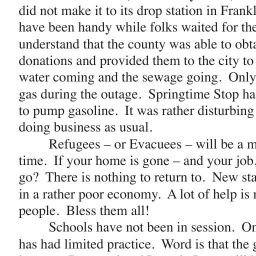 did not make it to its drop station in Frankl
have been handy while folks waited for the
understand that the county was able to obta
donations and provided them to the city to
water coming and the sewage going. Only
gas during the outage. Springtime Stop ha
to pump gasoline. It was rather disturbing
doing business as usual.
Refugees – or Evacuees – will be a m
time. If your home is gone – and your job,
go? There is nothing to return to. New sta
in a rather poor economy. A lot of help is
people. Bless them all!
Schools have not been in session. On
has had limited practice. Word is that the g